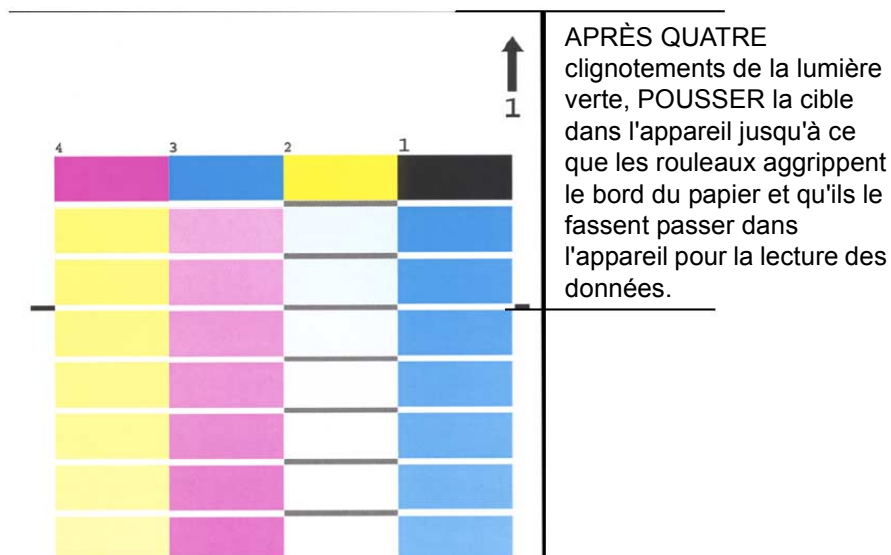 APRÈS QUATRE
clignotements de la lumière
verte, POUSSER la cible
dans l'appareil jusqu'à ce
que les rouleaux aggrippent
le bord du papier et qu'ils le
fassent passer dans
l'appareil pour la lecture des
données.
1
4 3 2 1